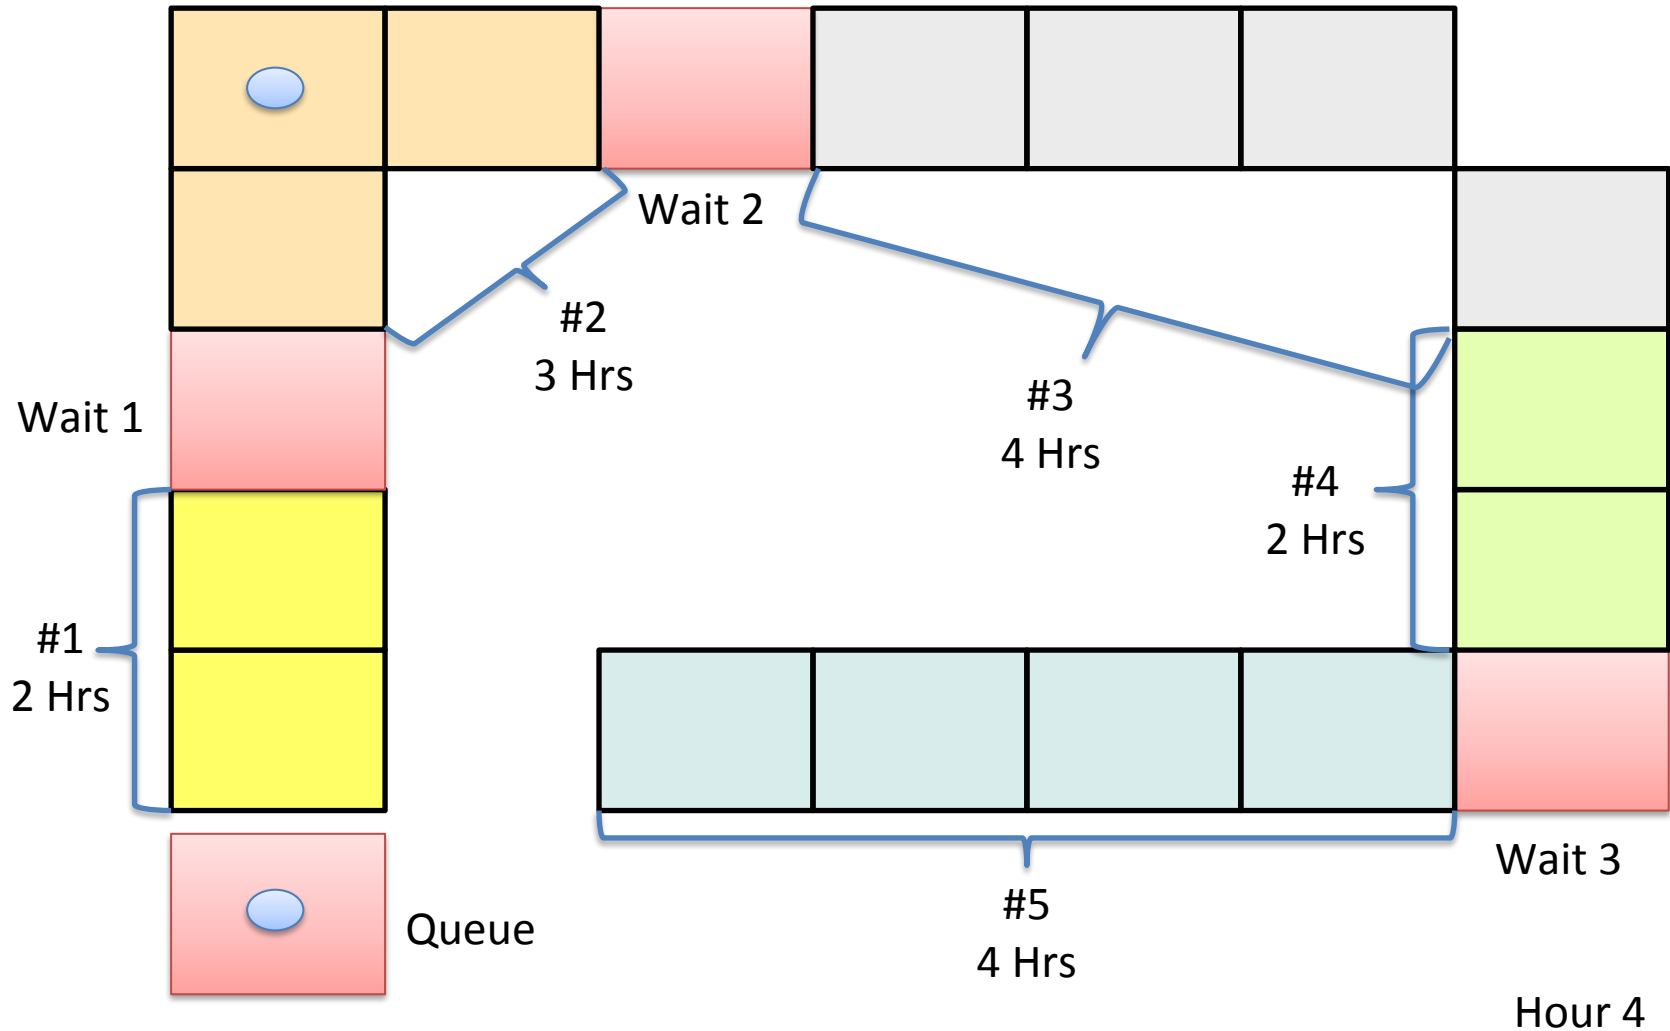 Wait 2
#2
3 Hrs
Wait 1
#3
4 Hrs
#4
2 Hrs
#1
2 Hrs
Wait 3
#5
4 Hrs
Queue
Hour 4